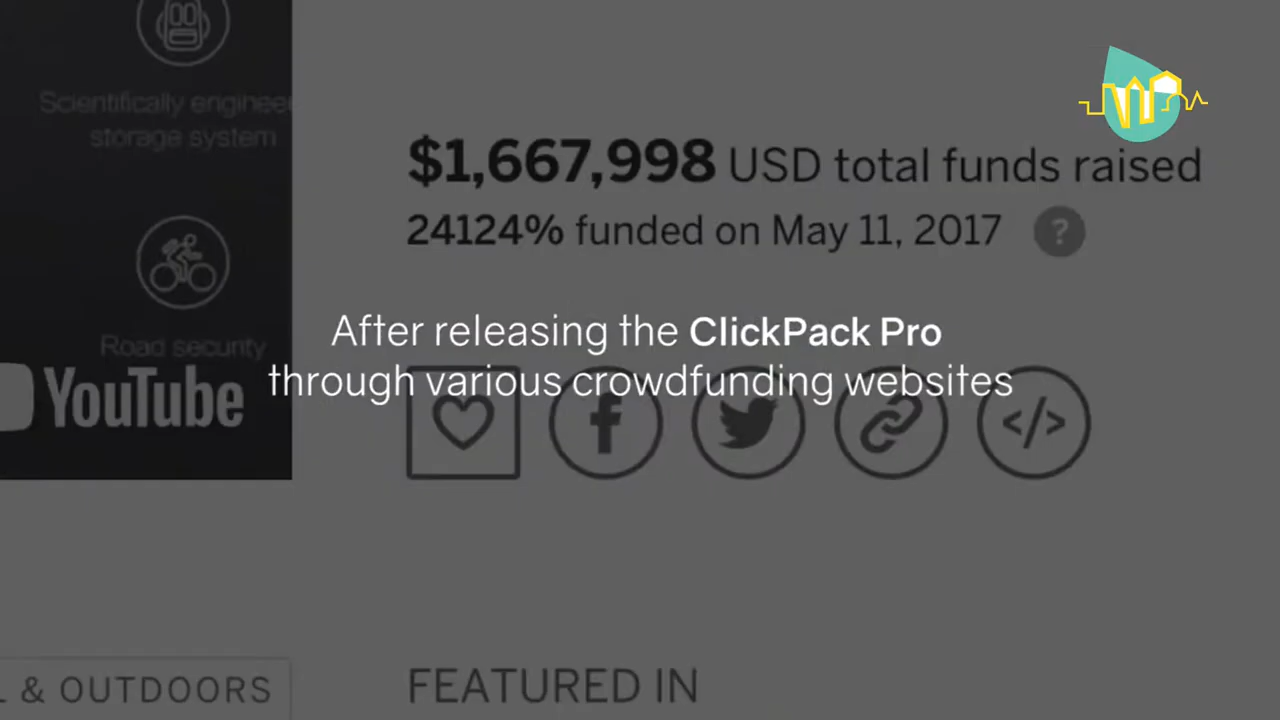 Scientifically engineer
storage system
$1,667,998 USD total funds raised
24124% funded on May 11, 2017
?
After releasing the ClickPack Pro
through various crowdfunding websites
Road security
YouTube
f
</>
& OUTDOORS
FEATURED IN